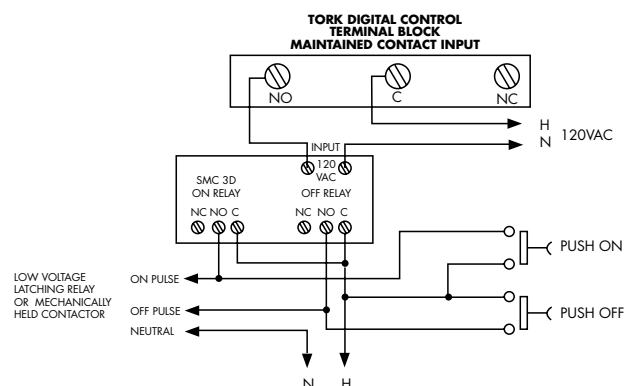 TORK DIGITAL CONTROL
TERMINAL BLOCK
MAINTAINED CONTACT INPUT
NO
C
NC
H
N
120VAC
INPUT
120
VAC
SMC 3D
ON RELAY
OFF RELAY
NC NO C
NC NO C
PUSH ON
LOW VOLTAGE
LATCHING RELAY
OR MECHANICALLY
HELD CONTACTOR
ON PULSE
OFF PULSE
NEUTRAL
PUSH OFF
N
H